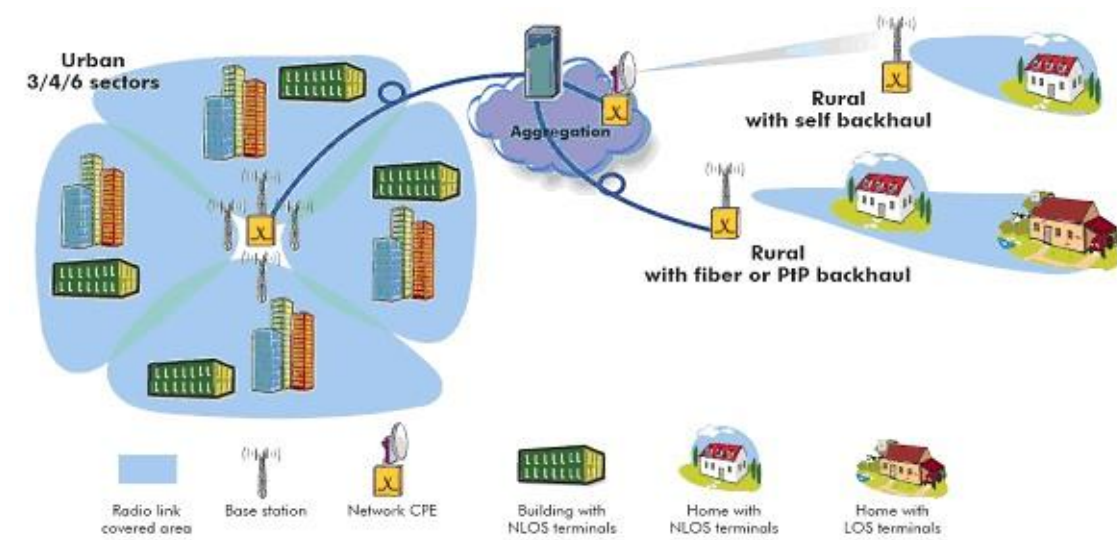 Urban
3/4/6 sectors
Aggregation
Rural
with self backhaul
Rural
with fiber or PtP backhaul
Radio link
covered area
Base station
Network CPE
Building with
NLOS terminals
Home with
NLOS terminals
Home with
LOS terminals